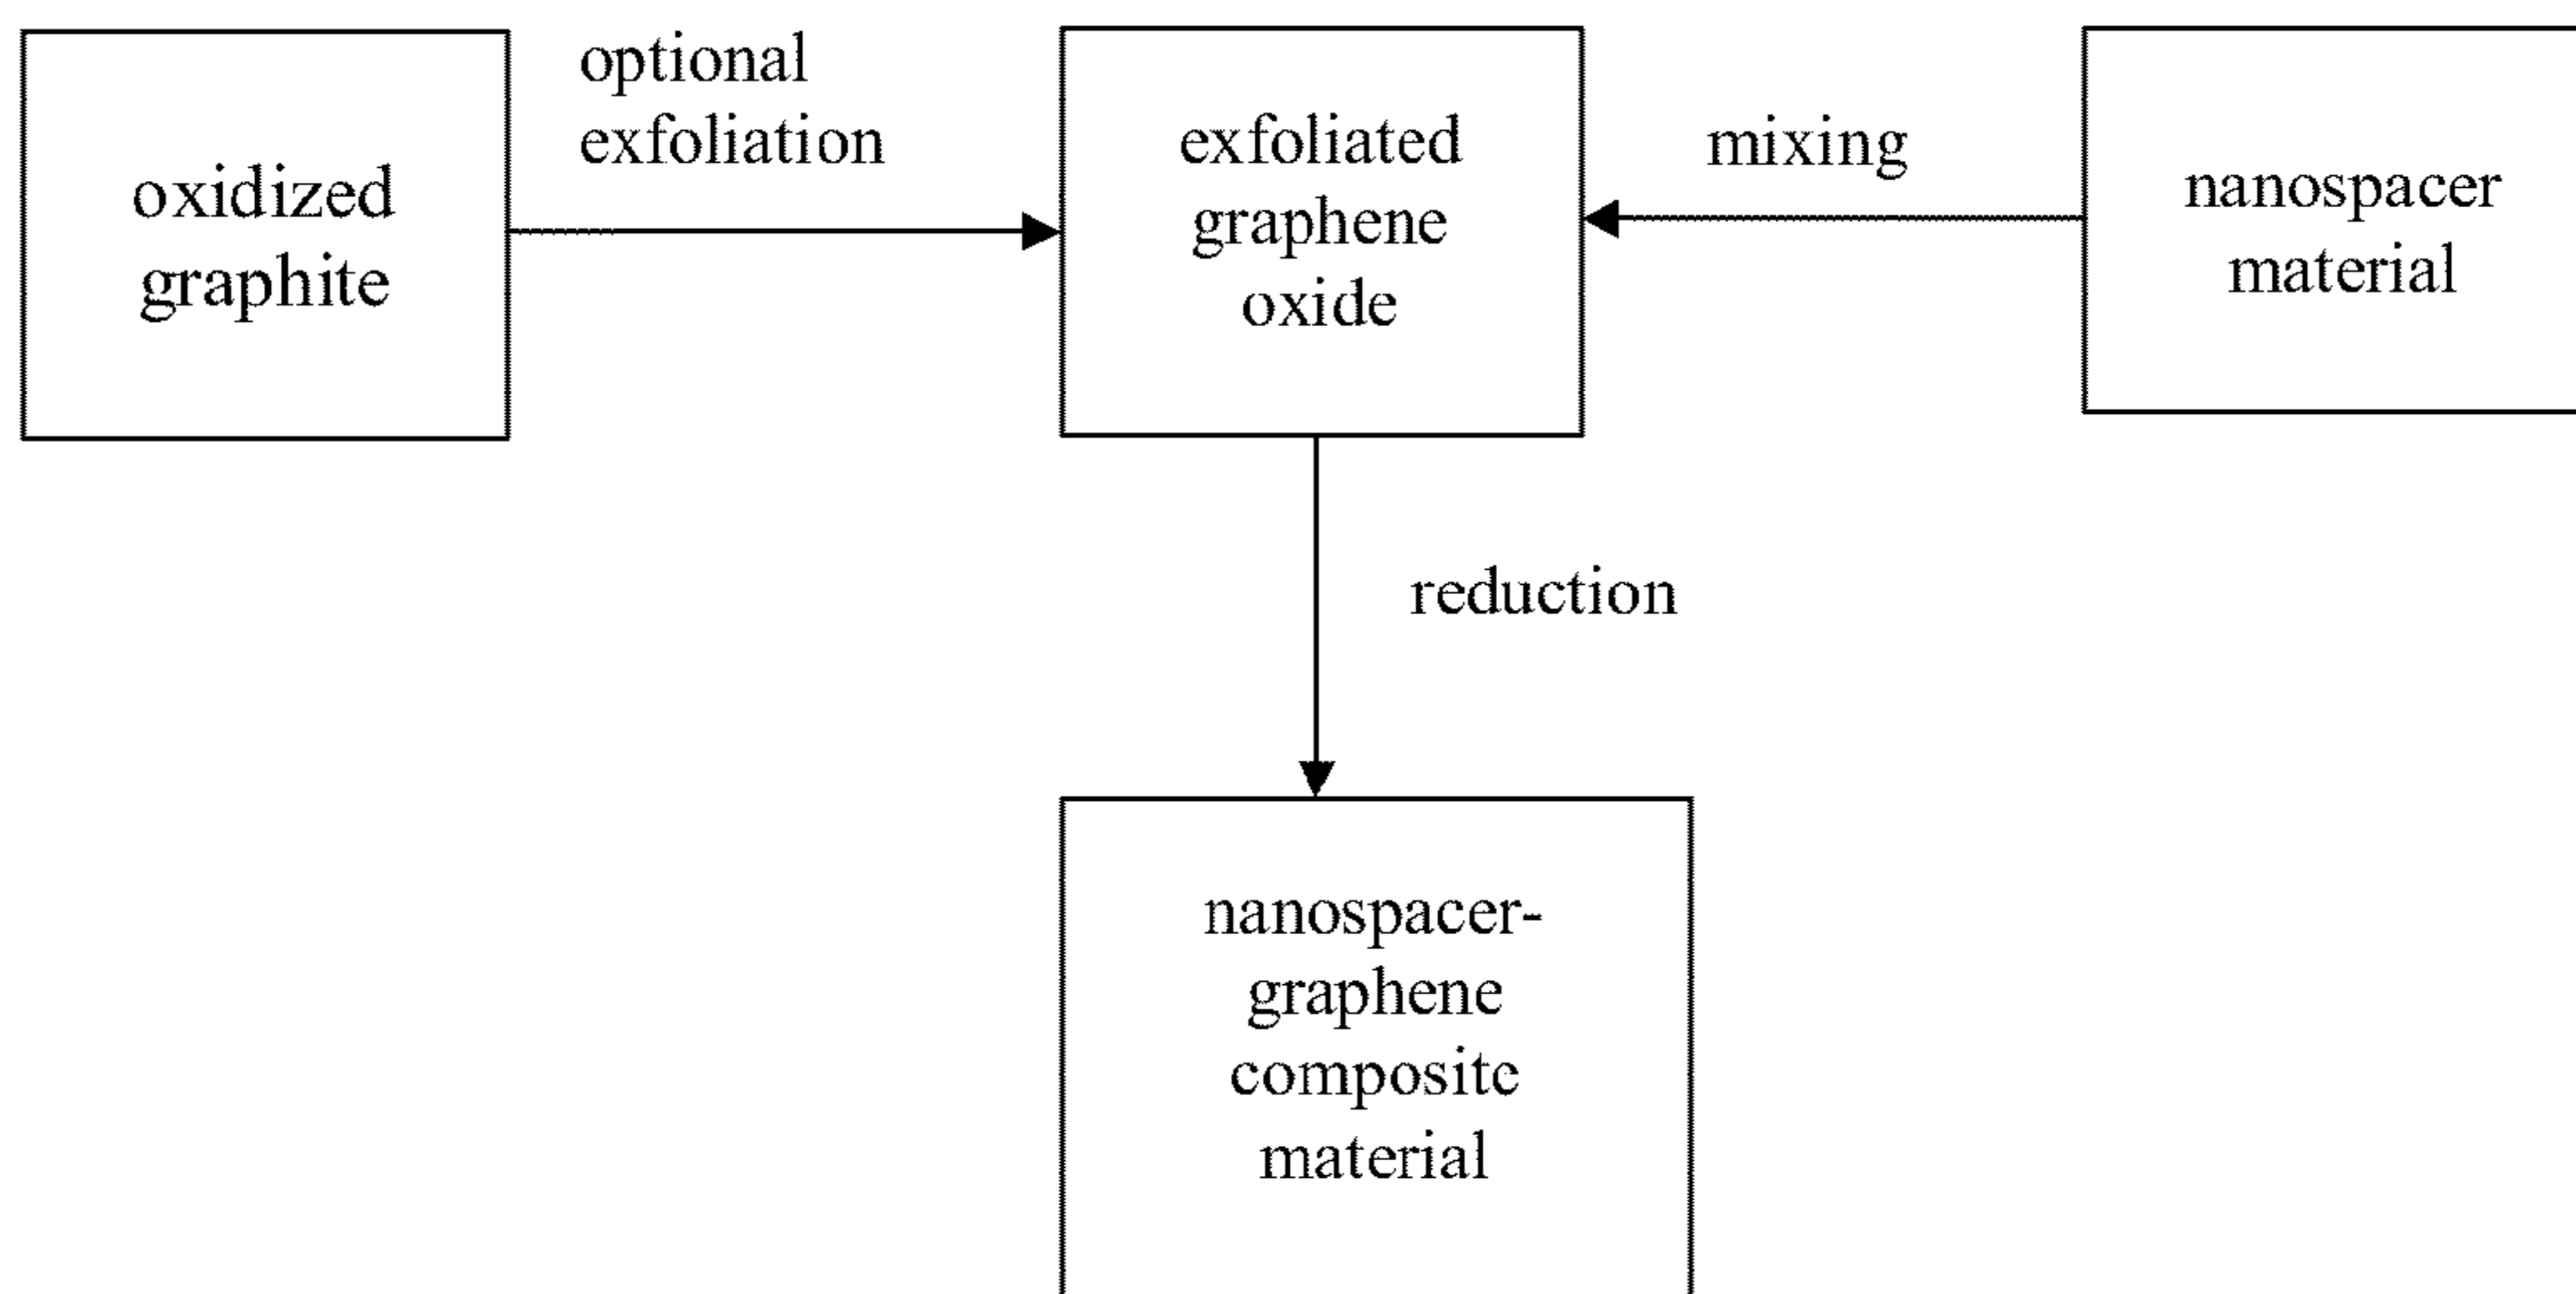 oxidized
graphite
optional
exfoliation
exfoliated
graphene
oxide
mixing
nanospacer
material
reduction
nanospacer-
graphene
composite
material